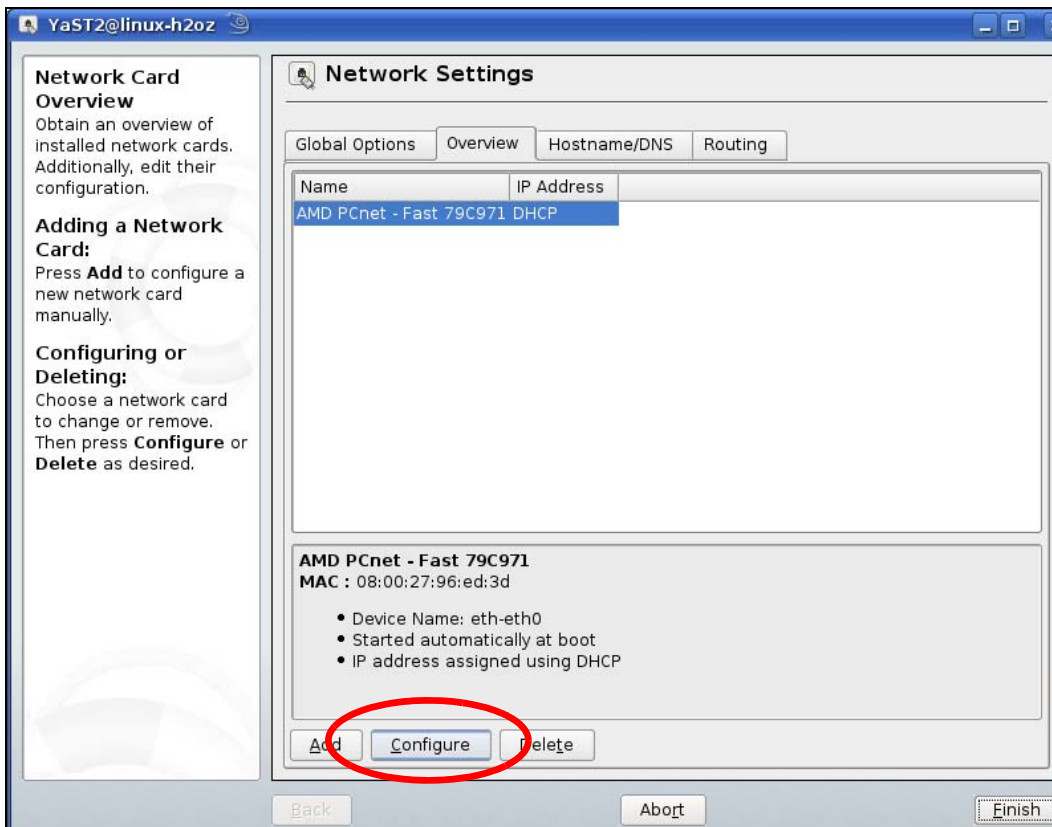 YaST2@linux-h2oz
Network Card
Overview
Obtain an overview of
installed network cards.
Additionally, edit their
configuration.
Adding a Network
Card:
Press Add to configure a
new network card
manually.
Configuring or
Deleting:
Choose a network card
to change or remove.
Then press Configure or
Delete as desired.
Network Settings
Global Options Overview Hostname/DNS Routing
Name IP Address
AMD PCnet - Fast 79C971 DHCP
AMD PCnet - Fast 79C971
MAC : 08:00:27:96:ed:3d
• Device Name: eth-eth0
• Started automatically at boot
• IP address assigned using DHCP
Add Configure Delete
Back Abort Finish